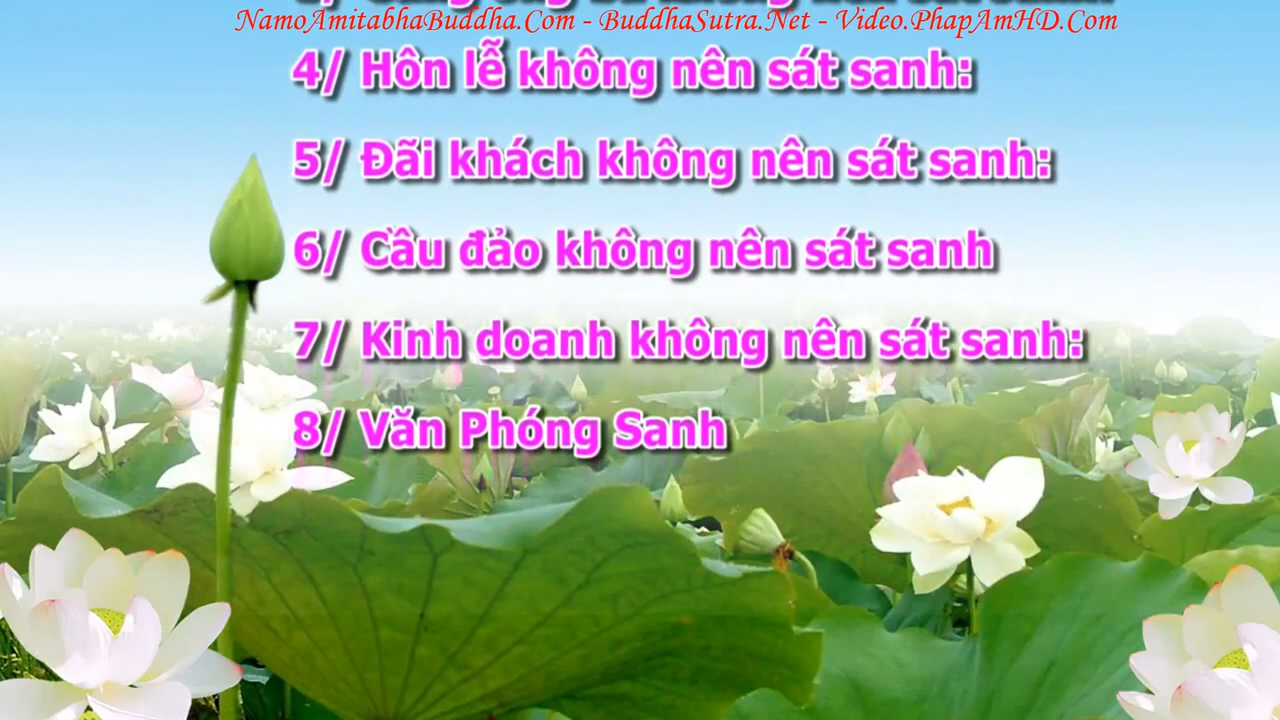 NamoAmitabhaBuddha.Com - BuddhaSutra.Net - Video.PhapAmHD.Com
4/ Hôn lễ không nên sát sanh:
5/ Đãi khách không nên sát sanh:
6/ Cầu đảo không nên sát sanh
7/ Kinh doanh không nên sát sanh:
8/ Văn Phóng Sanh